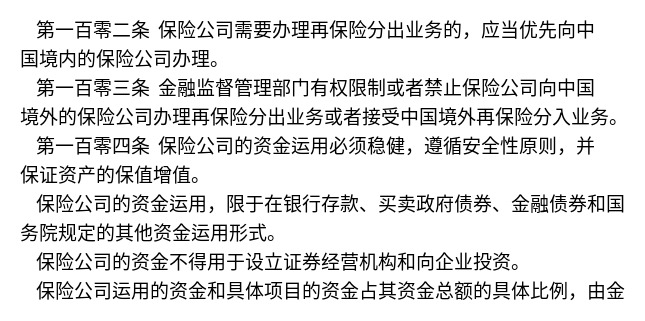 第一百零二条 保险公司需要办理再保险分出业务的，应当优先向中
国境内的保险公司办理。
第一百零三条 金融监督管理部门有权限制或者禁止保险公司向中国
境外的保险公司办理再保险分出业务或者接受中国境外再保险分入业务。
第一百零四条 保险公司的资金运用必须稳健，遵循安全性原则，并
保证资产的保值增值。
保险公司的资金运用，限于在银行存款、买卖政府债券、金融债券和国
务院规定的其他资金运用形式。
保险公司的资金不得用于设立证券经营机构和向企业投资。
保险公司运用的资金和具体项目的资金占其资金总额的具体比例，由金